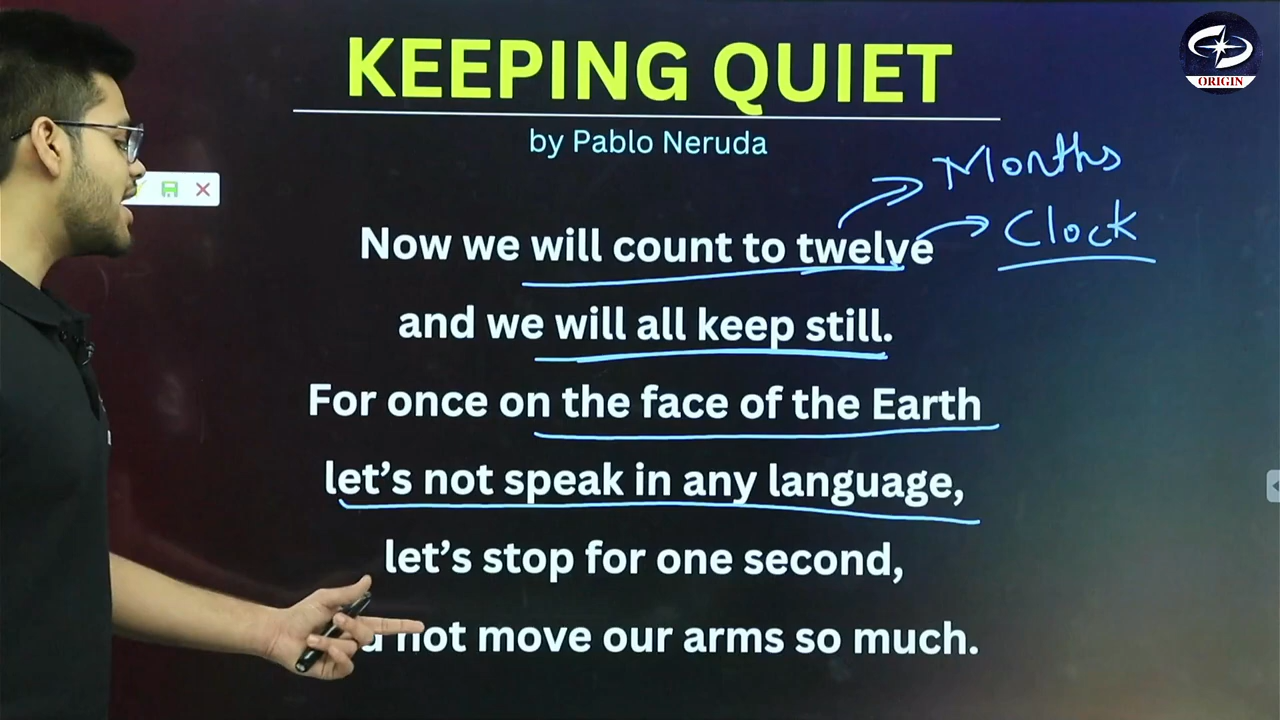 KEEPING QUIET
by Pablo Neruda
ORIGIN
Months
Clock
Now we will count to twelve
and we will all keep still.
For once on the face of the Earth
let's not speak in any language,
let's stop for one second,
not move our arms so much.